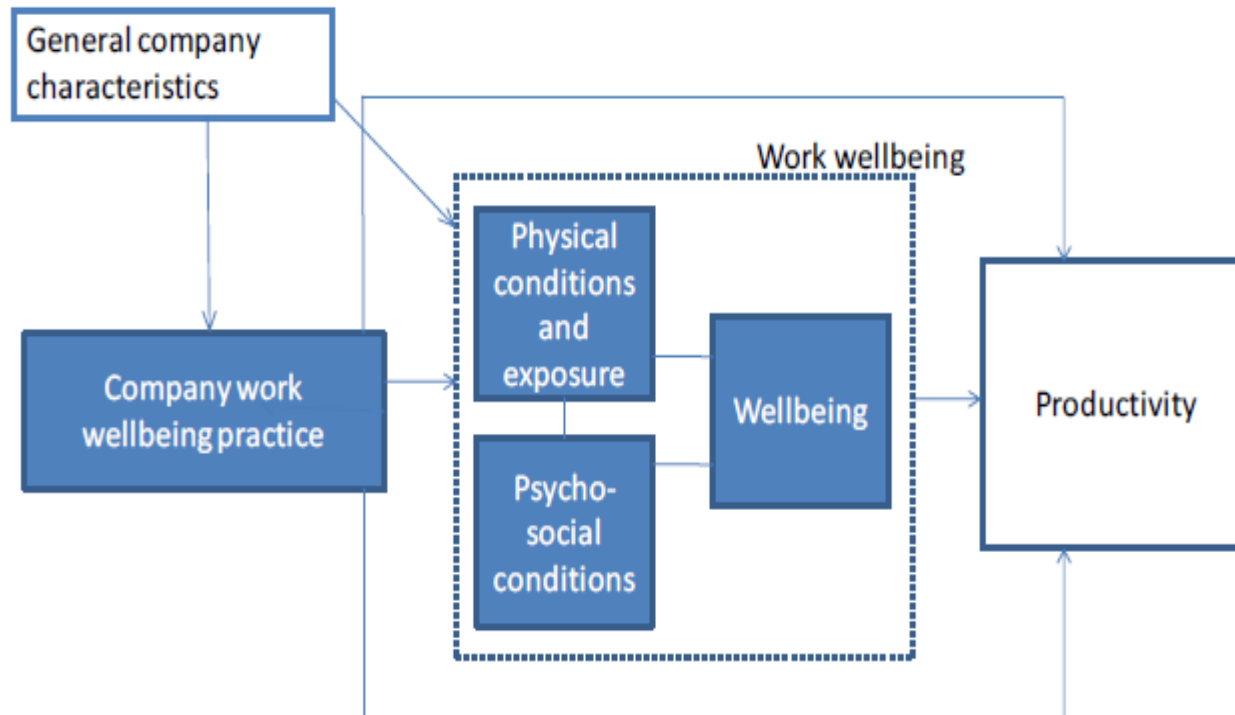 General company
characteristics
Work wellbeing
Physical
conditions
and
exposure
Company work
wellbeing practice
Wellbeing
Productivity
Psycho-
social
conditions